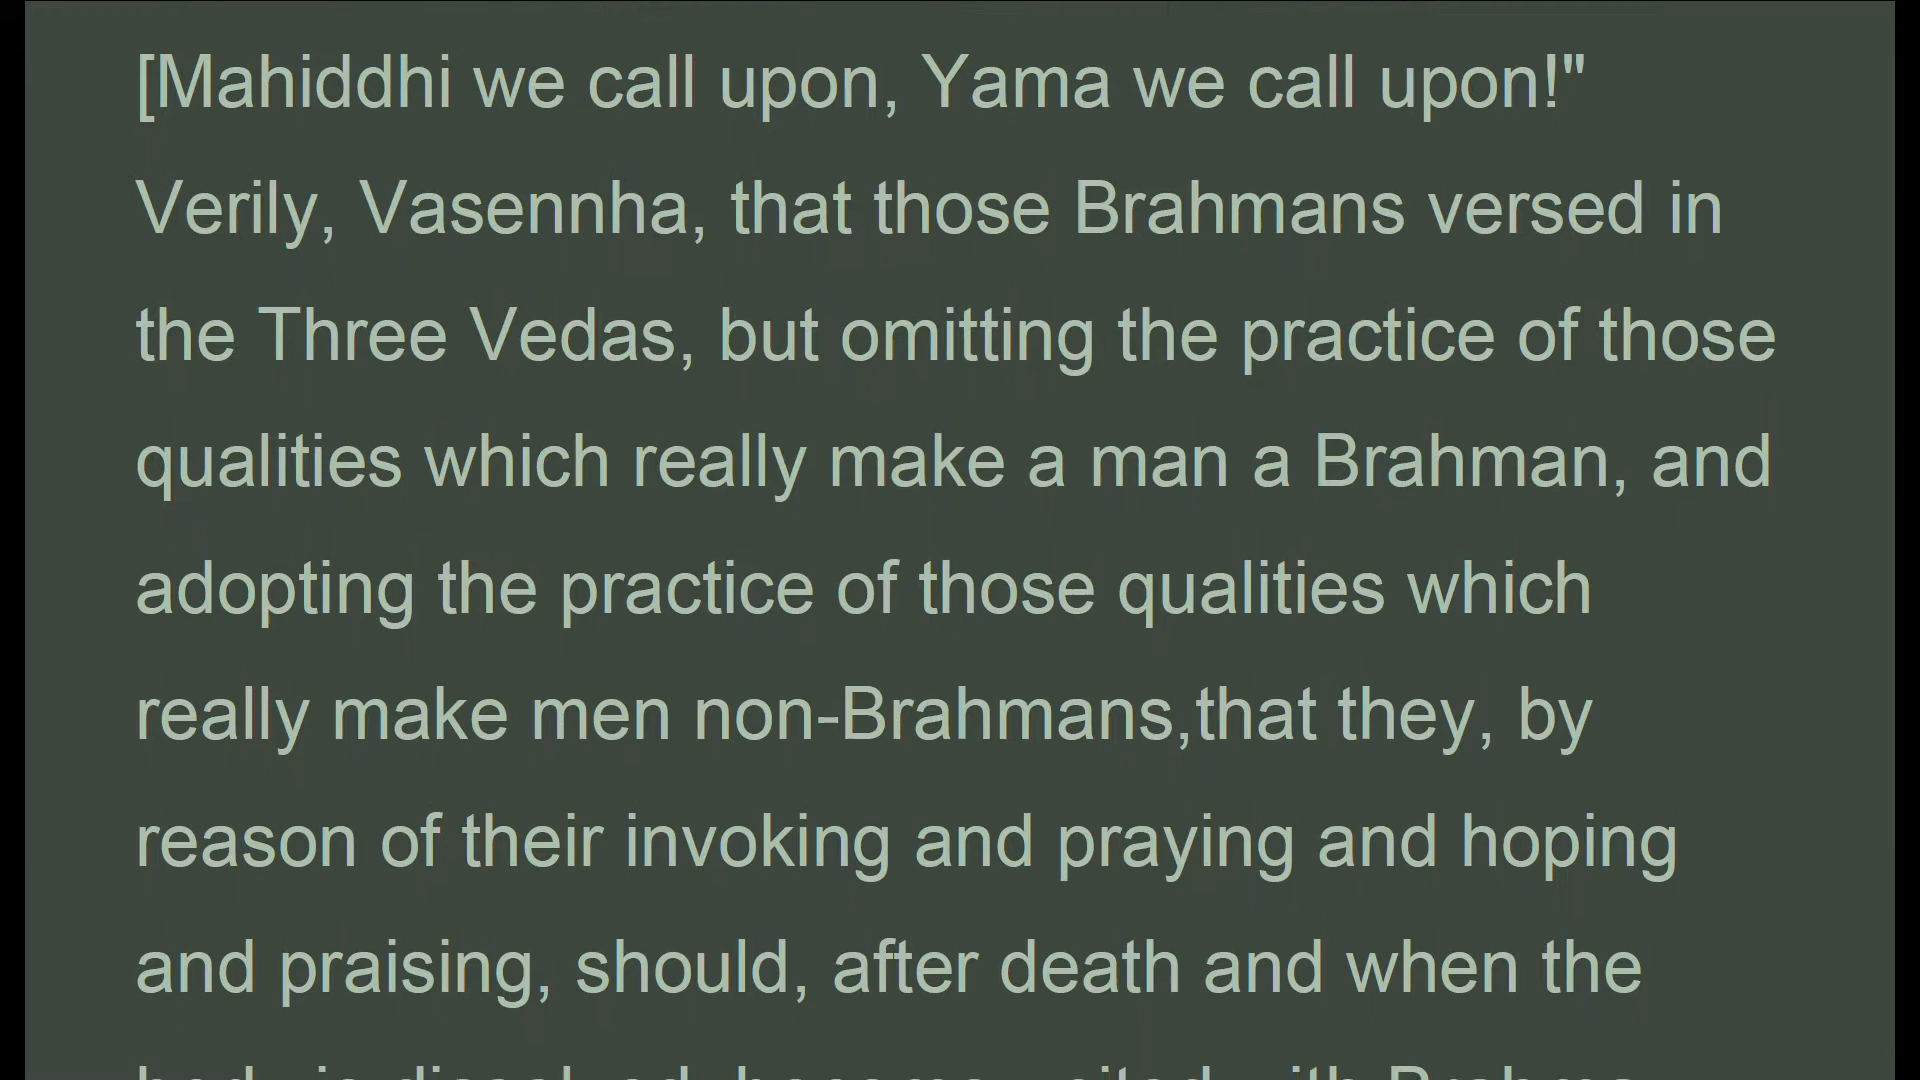 [Mahiddhi we call upon, Yama we call upon!"
Verily, Vasennha, that those Brahmans versed in
the Three Vedas, but omitting the practice of those
qualities which really make a man a Brahman, and
adopting the practice of those qualities which
really make men non-Brahmans,that they, by
reason of their invoking and praying and hoping
and praising, should, after death and when the